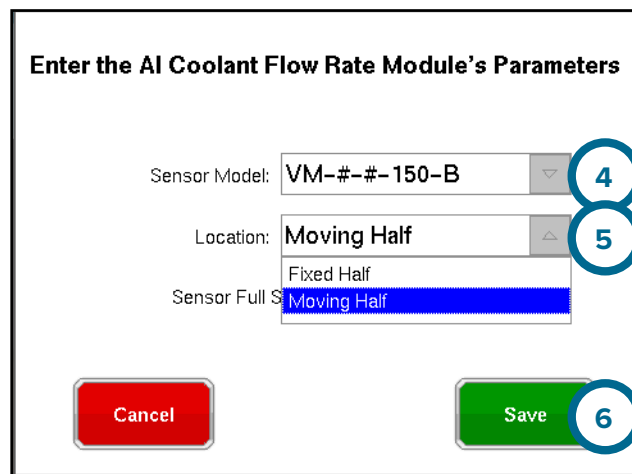 Enter the AI Coolant Flow Rate Module's Parameters
Sensor Model: VM-#-#-150-B 4
Location: Moving Half 5
Fixed Half
Sensor Full S Moving Half
Cancel Save 6